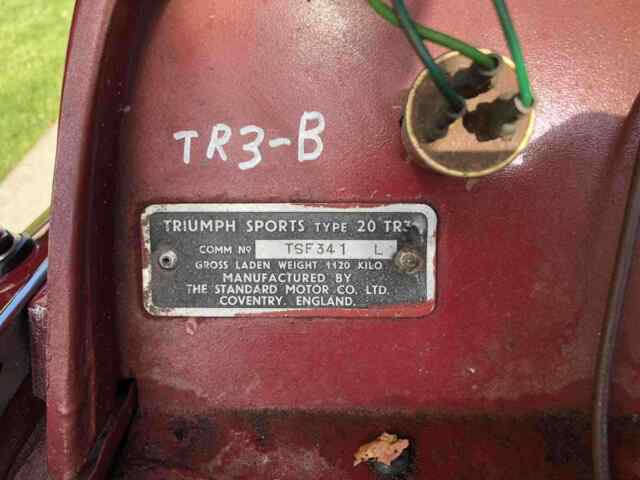 TR3-B
TRIUMPH SPORTS TYPE 20 TR3
COMM Nº TSF341 L
GROSS LADEN WEIGHT 1120 KILO
MANUFACTURED BY
THE STANDARD MOTOR CO. LTD.
COVENTRY. ENGLAND.